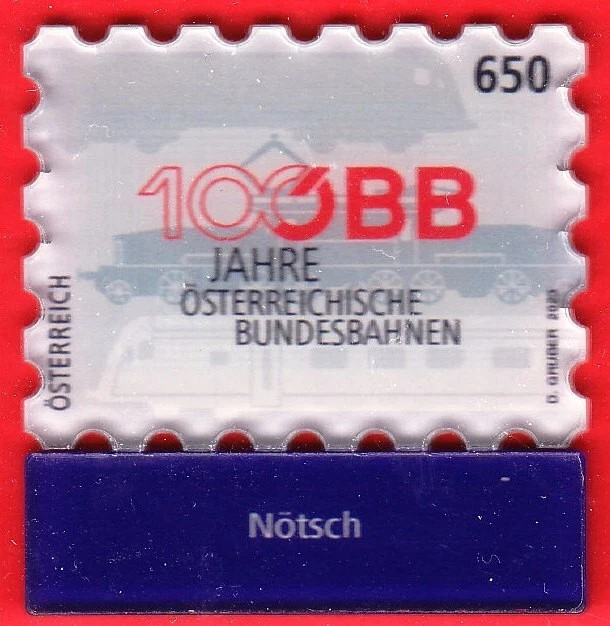 650
100ÖBB
JAHRE
ÖSTERREICHISCHE
BUNDESBAHNEN
ÖSTERREICH
D. GRUBER 2023
Nötsch